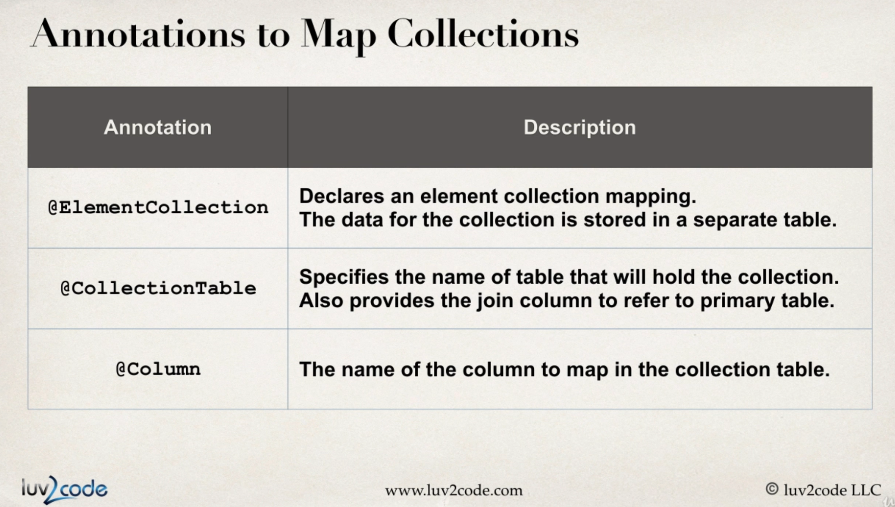 Annotations to Map Collections
Annotation
Description
@ElementCollection
Declares an element collection mapping.
The data for the collection is stored in a separate table.
@CollectionTable
Specifies the name of table that will hold the collection.
Also provides the join column to refer to primary table.
@Column
The name of the column to map in the collection table.
luv2code
www.luv2code.com
© luv2code LLC